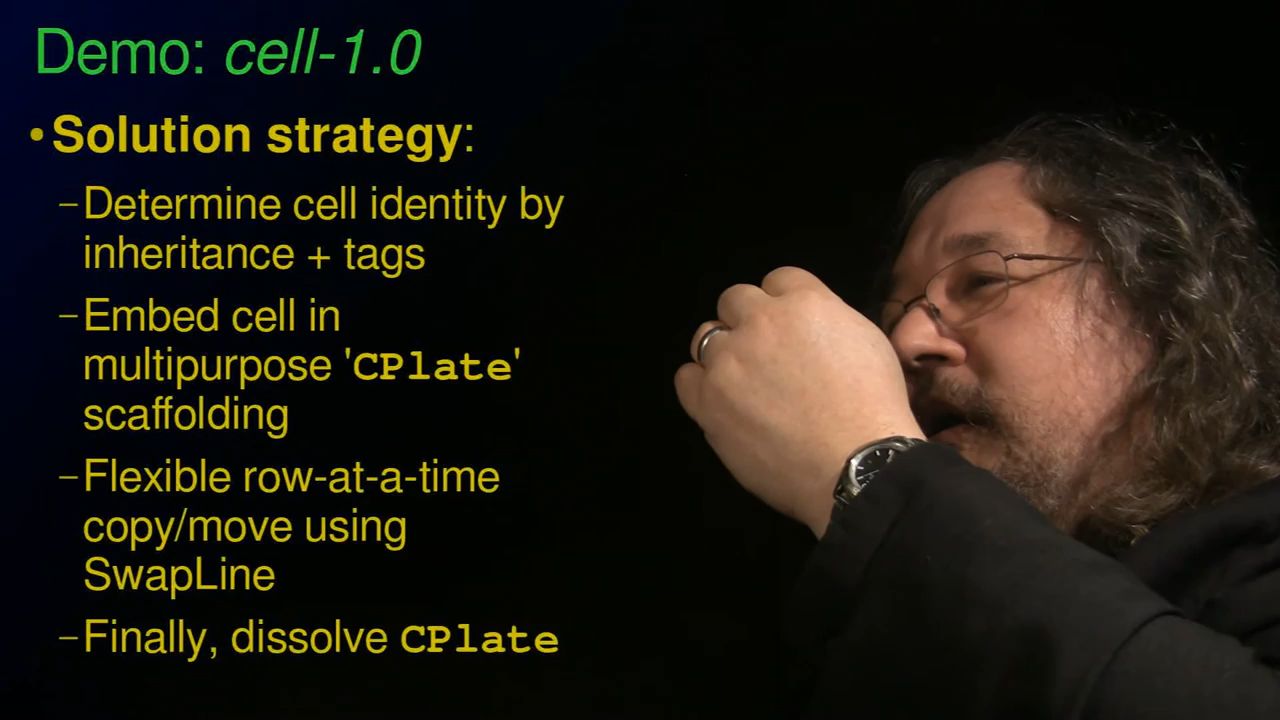 Demo: cell-1.0
•Solution strategy:
–Determine cell identity by
inheritance + tags
–Embed cell in
multipurpose 'CPlate'
scaffolding
–Flexible row-at-a-time
copy/move using
SwapLine
–Finally, dissolve CPlate